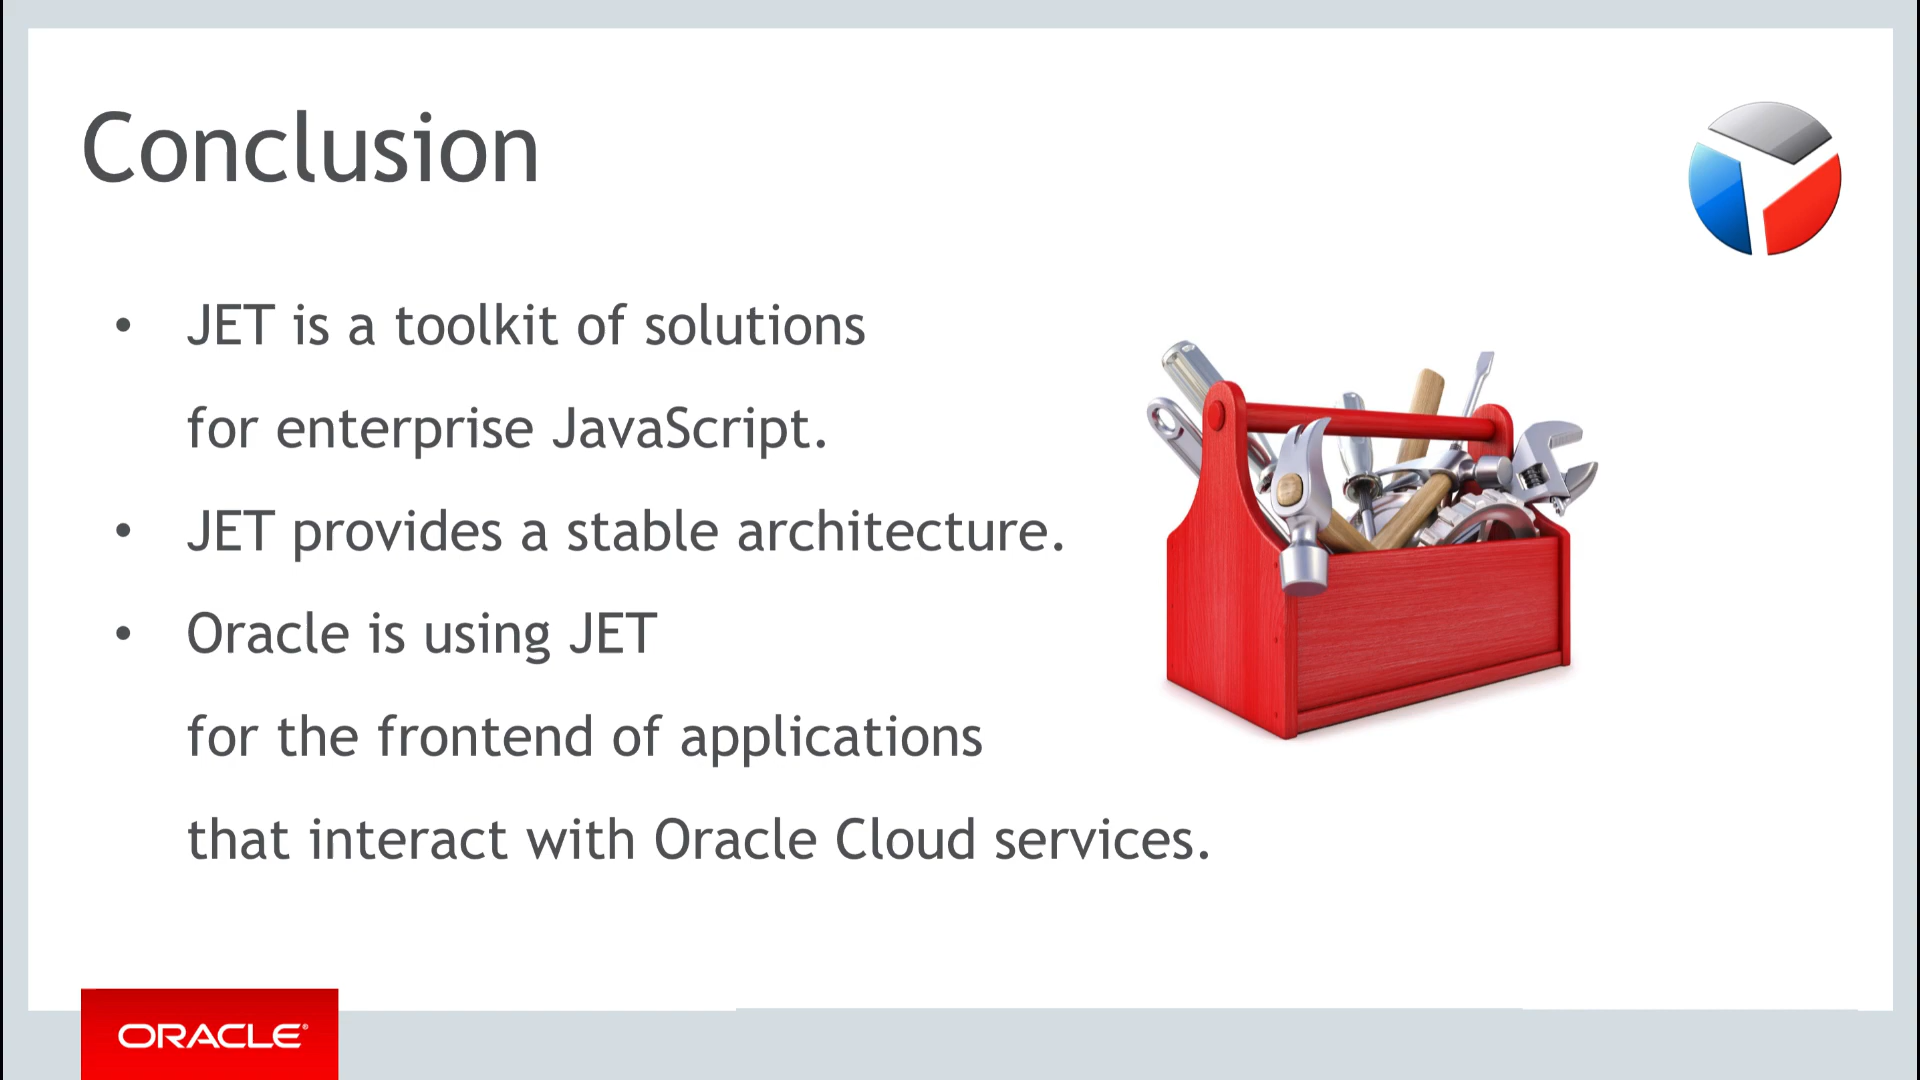 Conclusion
• JET is a toolkit of solutions
for enterprise JavaScript.
• JET provides a stable architecture.
• Oracle is using JET
for the frontend of applications
that interact with Oracle Cloud services.
ORACLE®